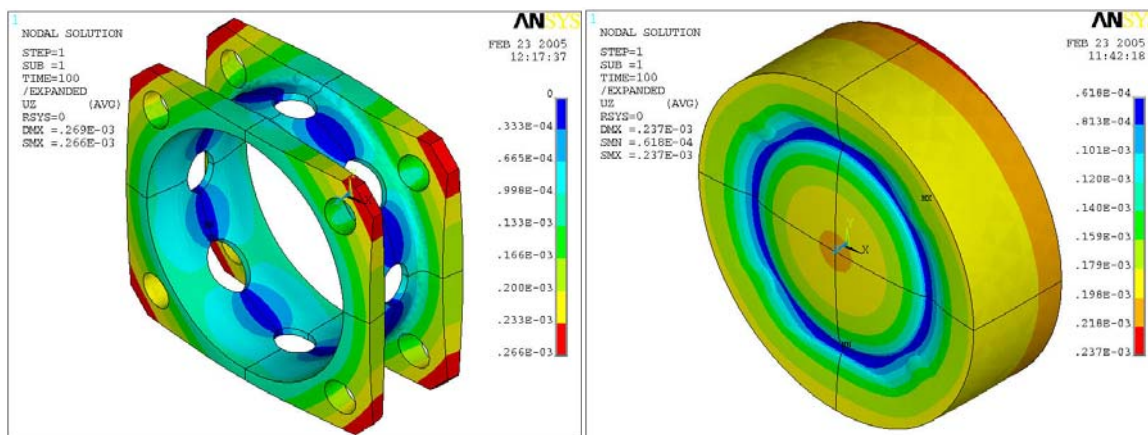 1
ANSYS
NODAL SOLUTION
FEB 23 2005
12:17:37
STEP=1
SUB =1
TIME=100
/EXPANDED
UZ (AVG)
RSYS=0
DMX =.269E-03
SMX =.266E-03
0
.333E-04
.665E-04
.998E-04
.133E-03
.166E-03
.200E-03
.233E-03
.266E-03
1
ANSYS
NODAL SOLUTION
FEB 23 2005
11:42:18
STEP=1
SUB =1
TIME=100
/EXPANDED
UZ (AVG)
RSYS=0
DMX =.237E-03
SMN =.618E-04
SMX =.237E-03
.618E-04
.813E-04
.101E-03
.120E-03
.140E-03
.159E-03
.179E-03
.198E-03
.218E-03
.237E-03
MX
Y
X